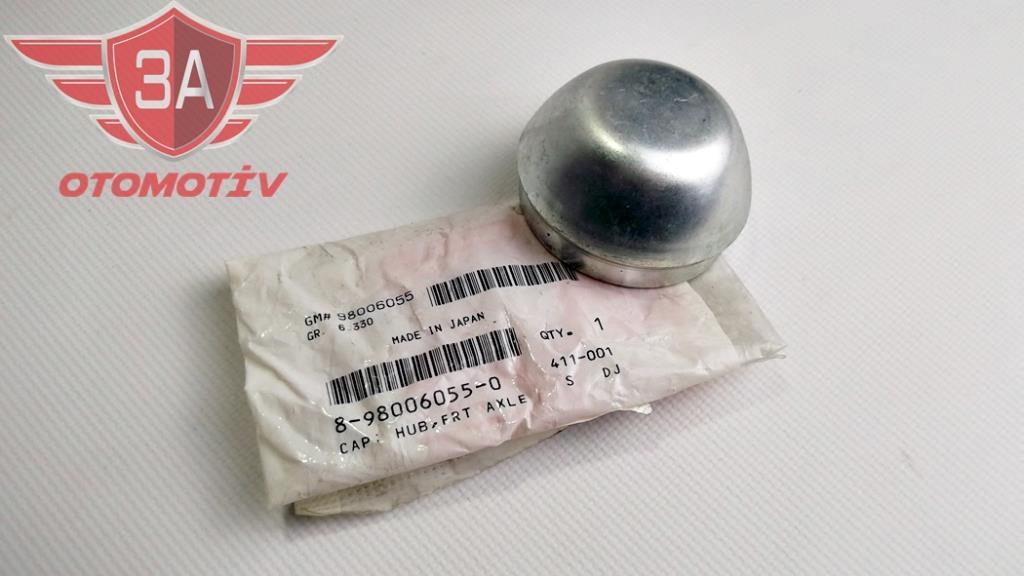 3A
OTOMOTİV
GM# 98006055
GR. 6.330
MADE IN JAPAN
QTY. 1
8-98006055-0
411-001
CAP; HUB,FRT AXLE
S DJ